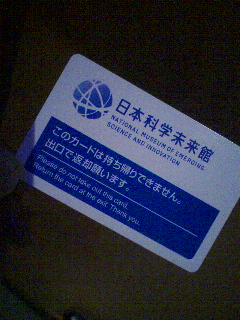 日本科学未来館
NATIONAL MUSEUM OF EMERGING
SCIENCE AND INNOVATION
このカードは持ち帰りできません。
出口で返却願います。
Please do not take out this card.
Return the card at the exit. Thank you.